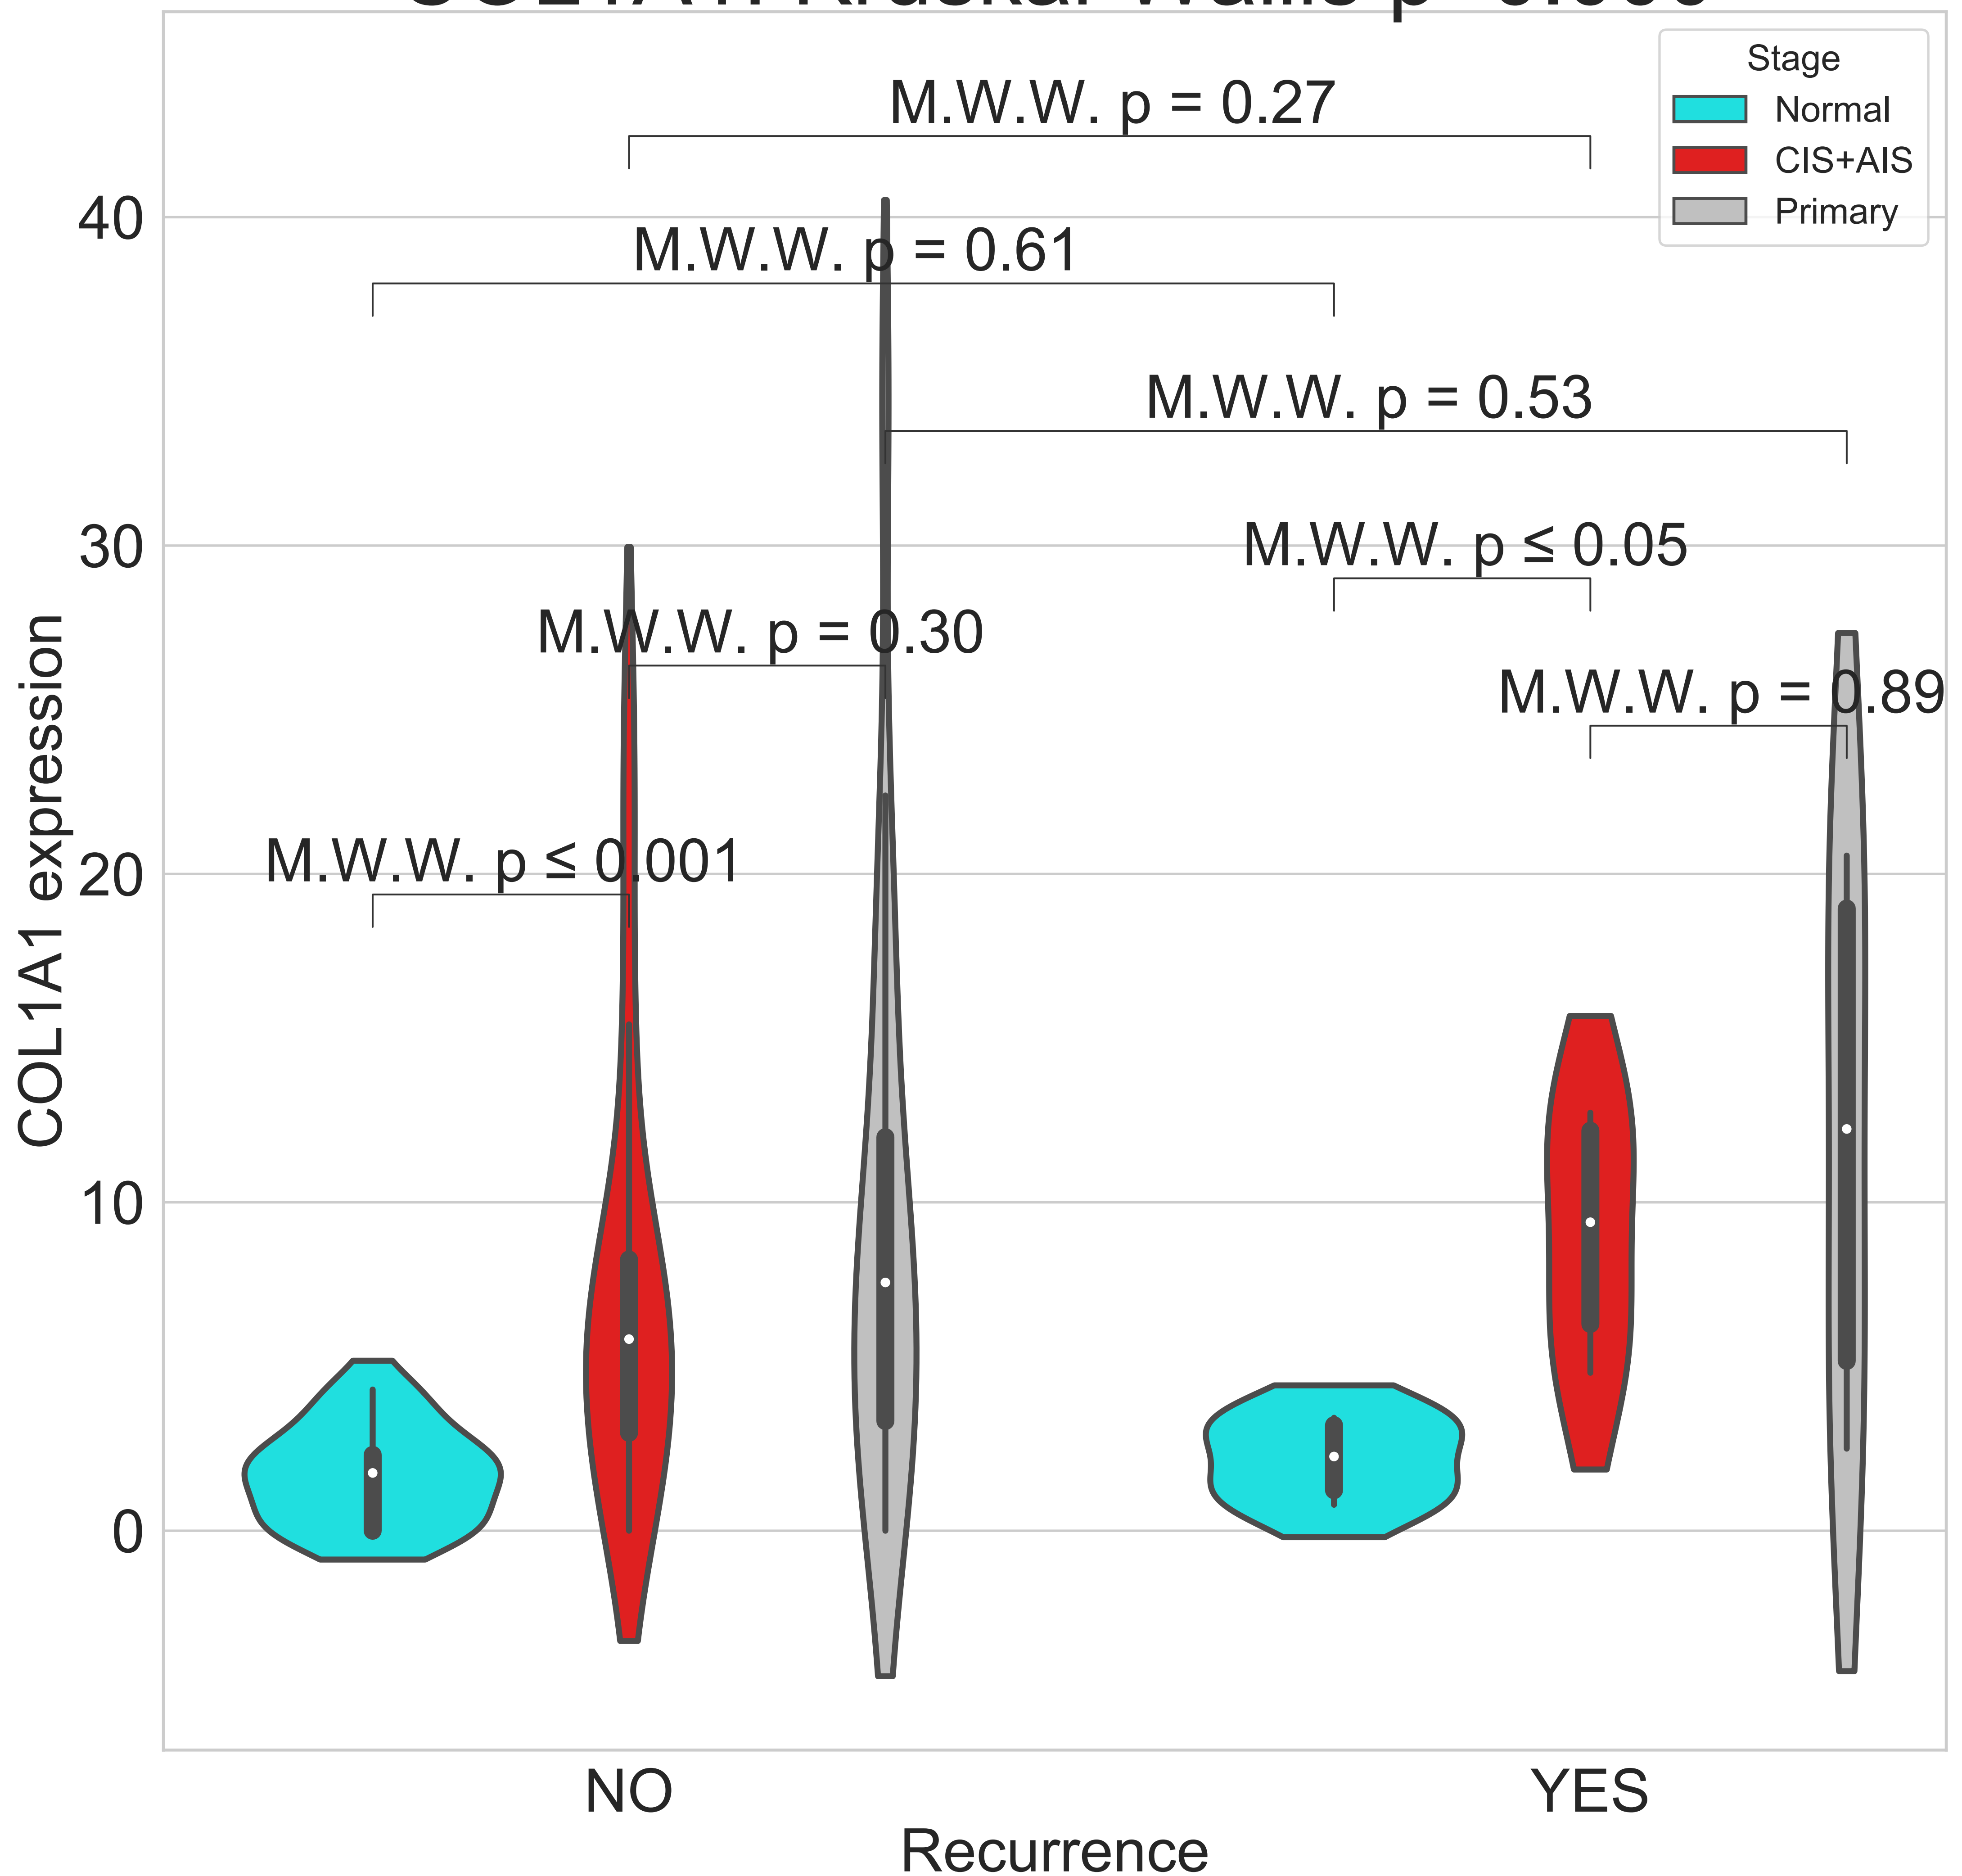 Stage
Normal
CIS+AIS
Primary
M.W.W. p = 0.27
M.W.W. p = 0.61
M.W.W. p = 0.53
M.W.W. p ≤ 0.05
M.W.W. p = 0.30
M.W.W. p = 0.89
M.W.W. p ≤ 0.001
40
30
20
10
0
COL1A1 expression
NO
YES
Recurrence